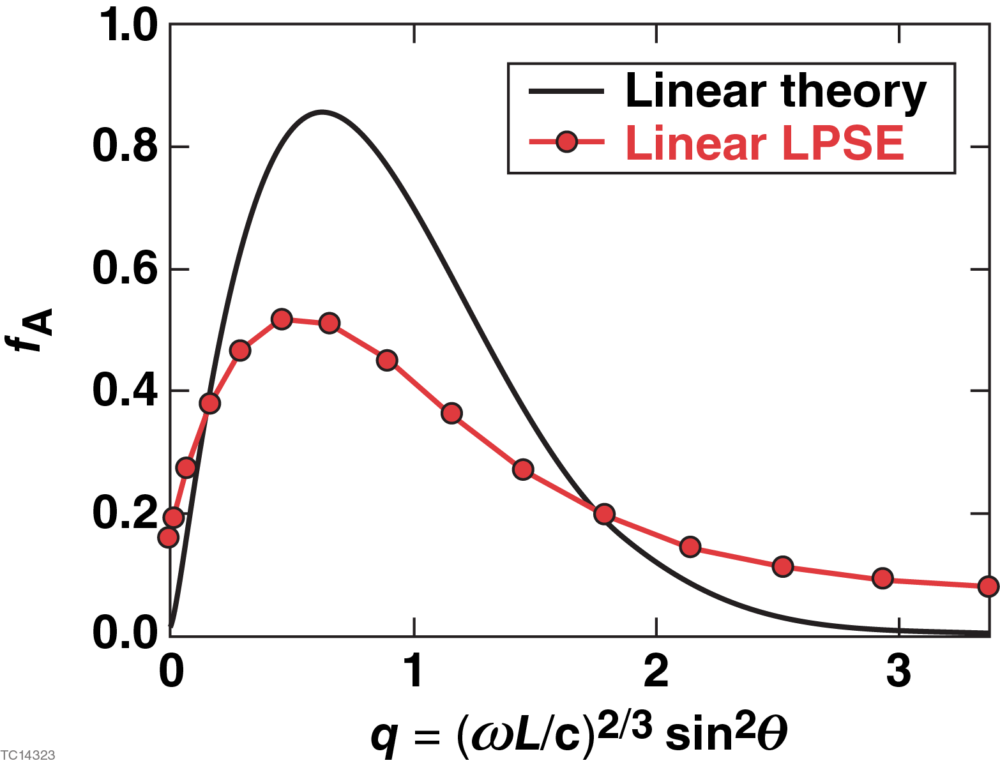 1.0
0.8
0.6
0.4
0.2
0.0
fA
Linear theory
Linear LPSE
0 1 2 3
q = (ωL/c)2/3 sin2θ
TC14323